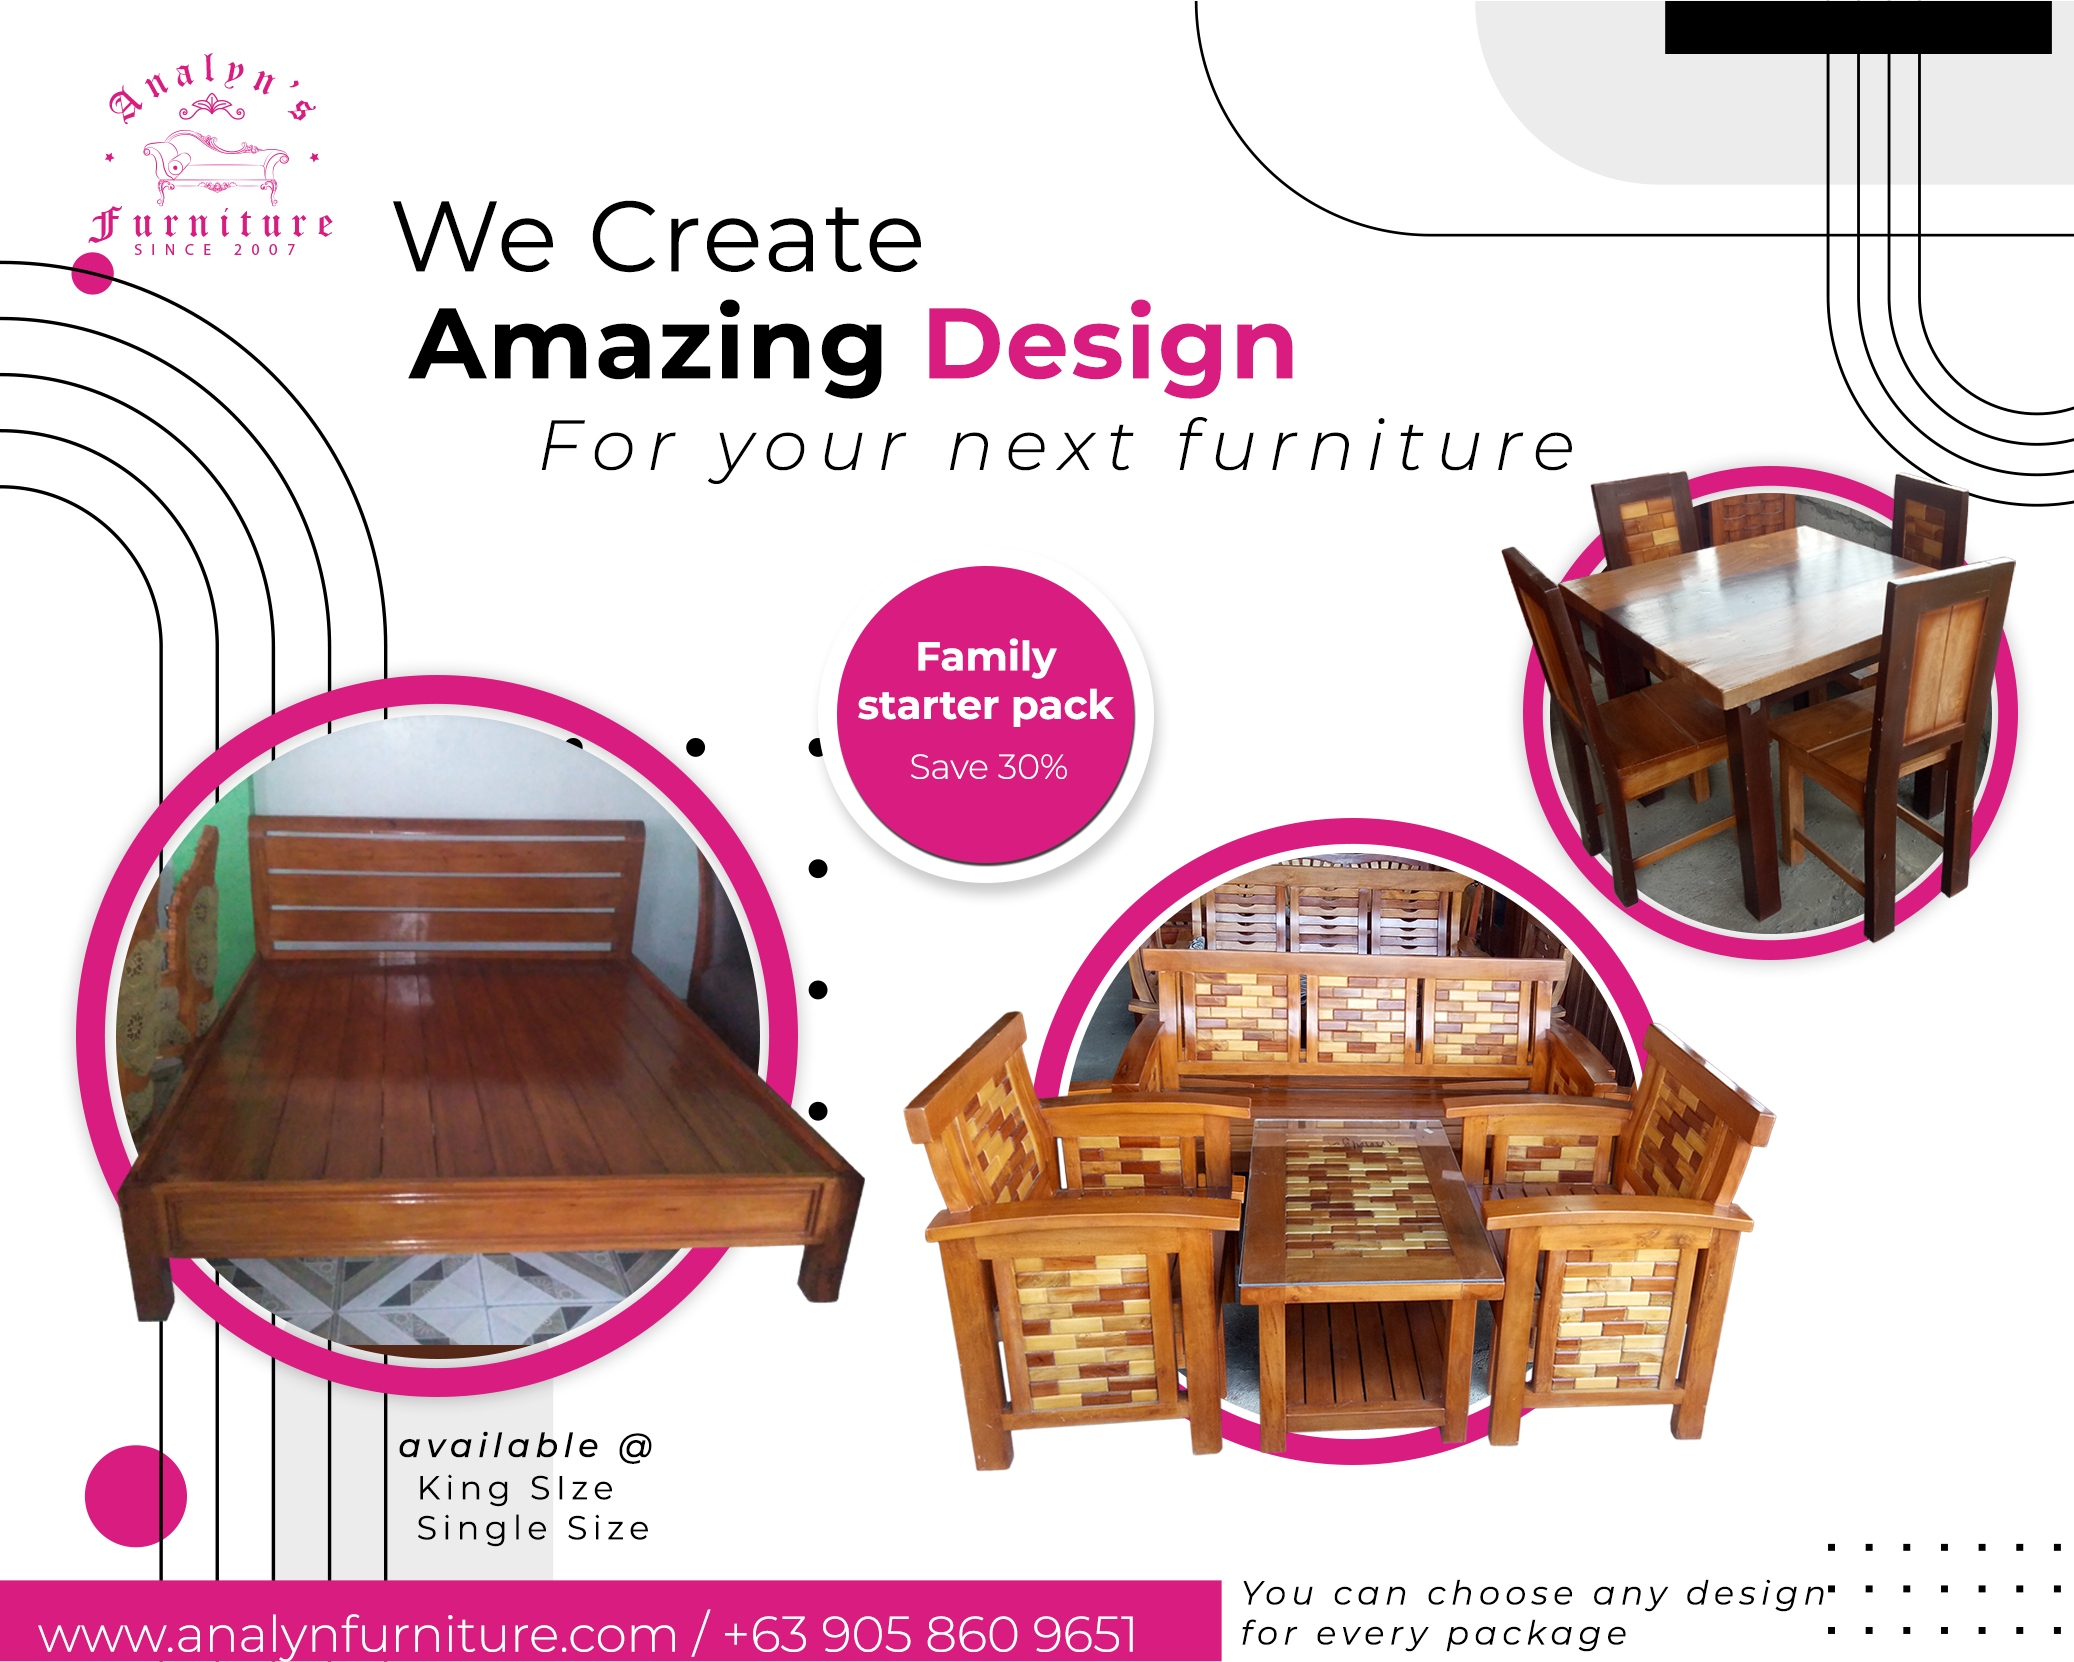 Analyn's
Furniture
SINCE 2007
We Create
Amazing Design
For your next furniture
Family
starter pack
Save 30%
available @
King SIze
Single Size
www.analynfurniture.com / +63 905 860 9651
You can choose any design
for every package